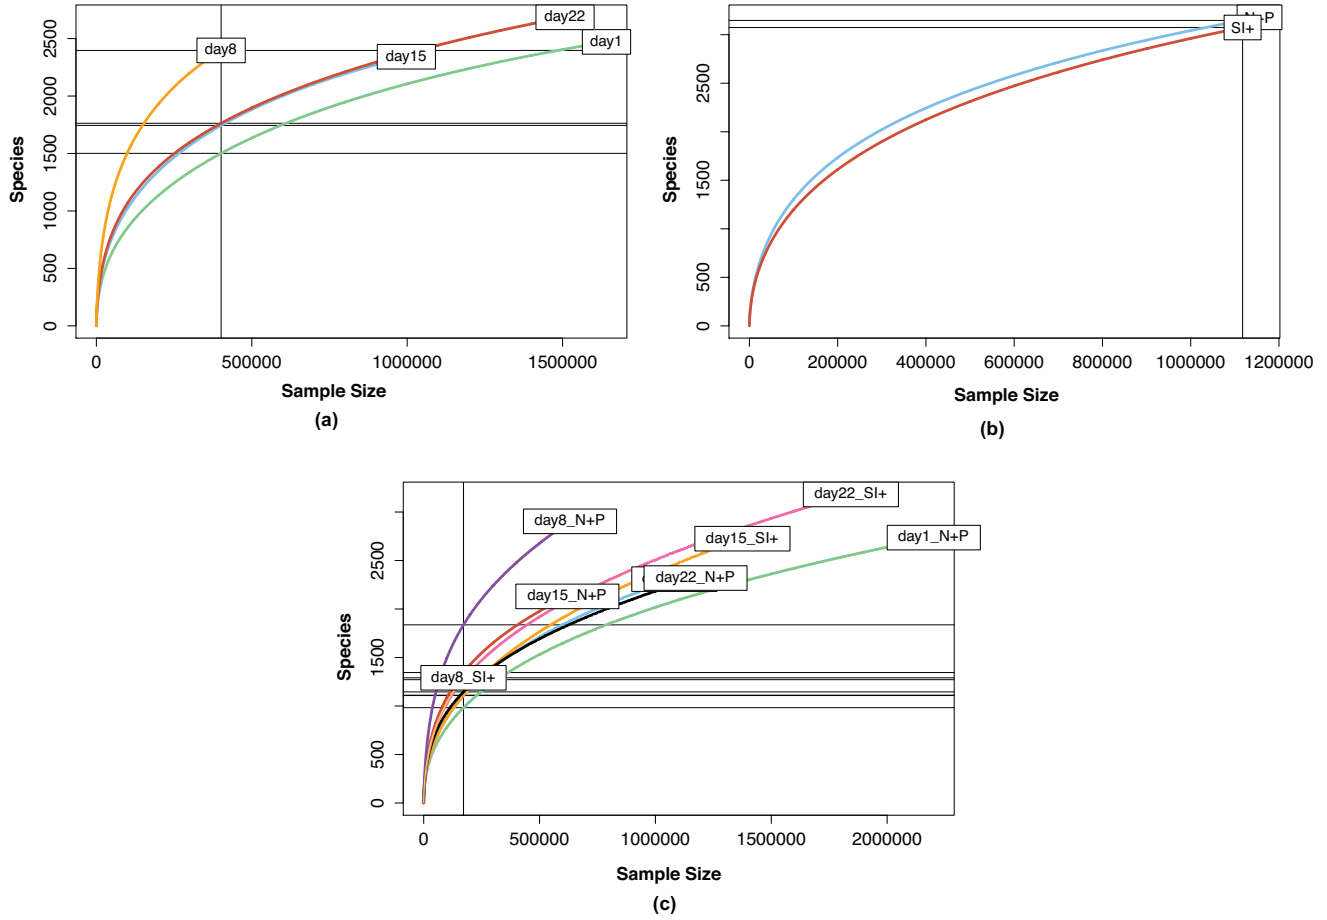 day22
day1
day8
day15
Species
0
500
1000
1500
2000
2500
0
500000
1000000
1500000
Sample Size
(a)
SI+
Species
0
500
1500
2500
0
200000
400000
600000
800000
1000000
1200000
Sample Size
(b)
day22_SI+
day8_N+P
day15_SI+
day1_N+P
day22_N+P
day15_N+P
day8_SI+
Species
0
500
1500
2500
0
500000
1000000
1500000
2000000
Sample Size
(c)